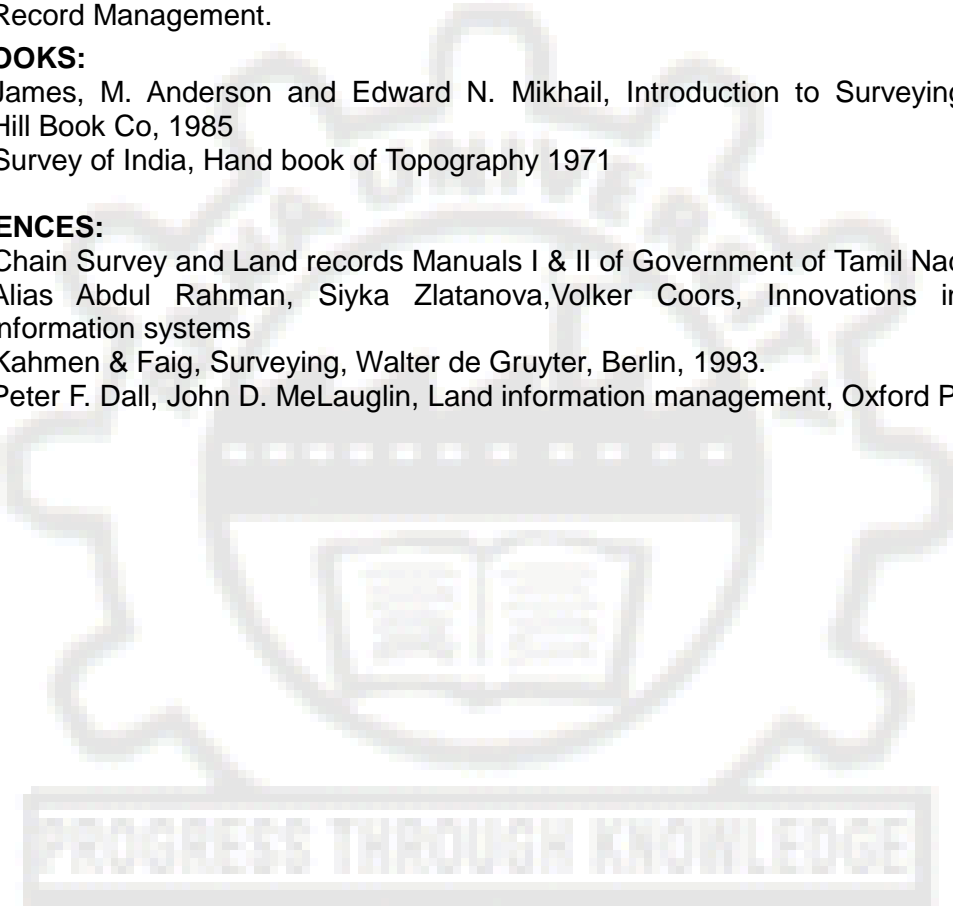 Record Management.
OOKS:
James, M. Anderson and Edward N. Mikhail, Introduction to Surveying
Hill Book Co, 1985
Survey of India, Hand book of Topography 1971
ENCES:
Chain Survey and Land records Manuals I & II of Government of Tamil Nad
Alias Abdul Rahman, Siyka Zlatanova,Volker Coors, Innovations in
nformation systems
Kahmen & Faig, Surveying, Walter de Gruyter, Berlin, 1993.
Peter F. Dall, John D. MeLauglin, Land information management, Oxford P
PROGRESS THROUGH KNOWLEDGE